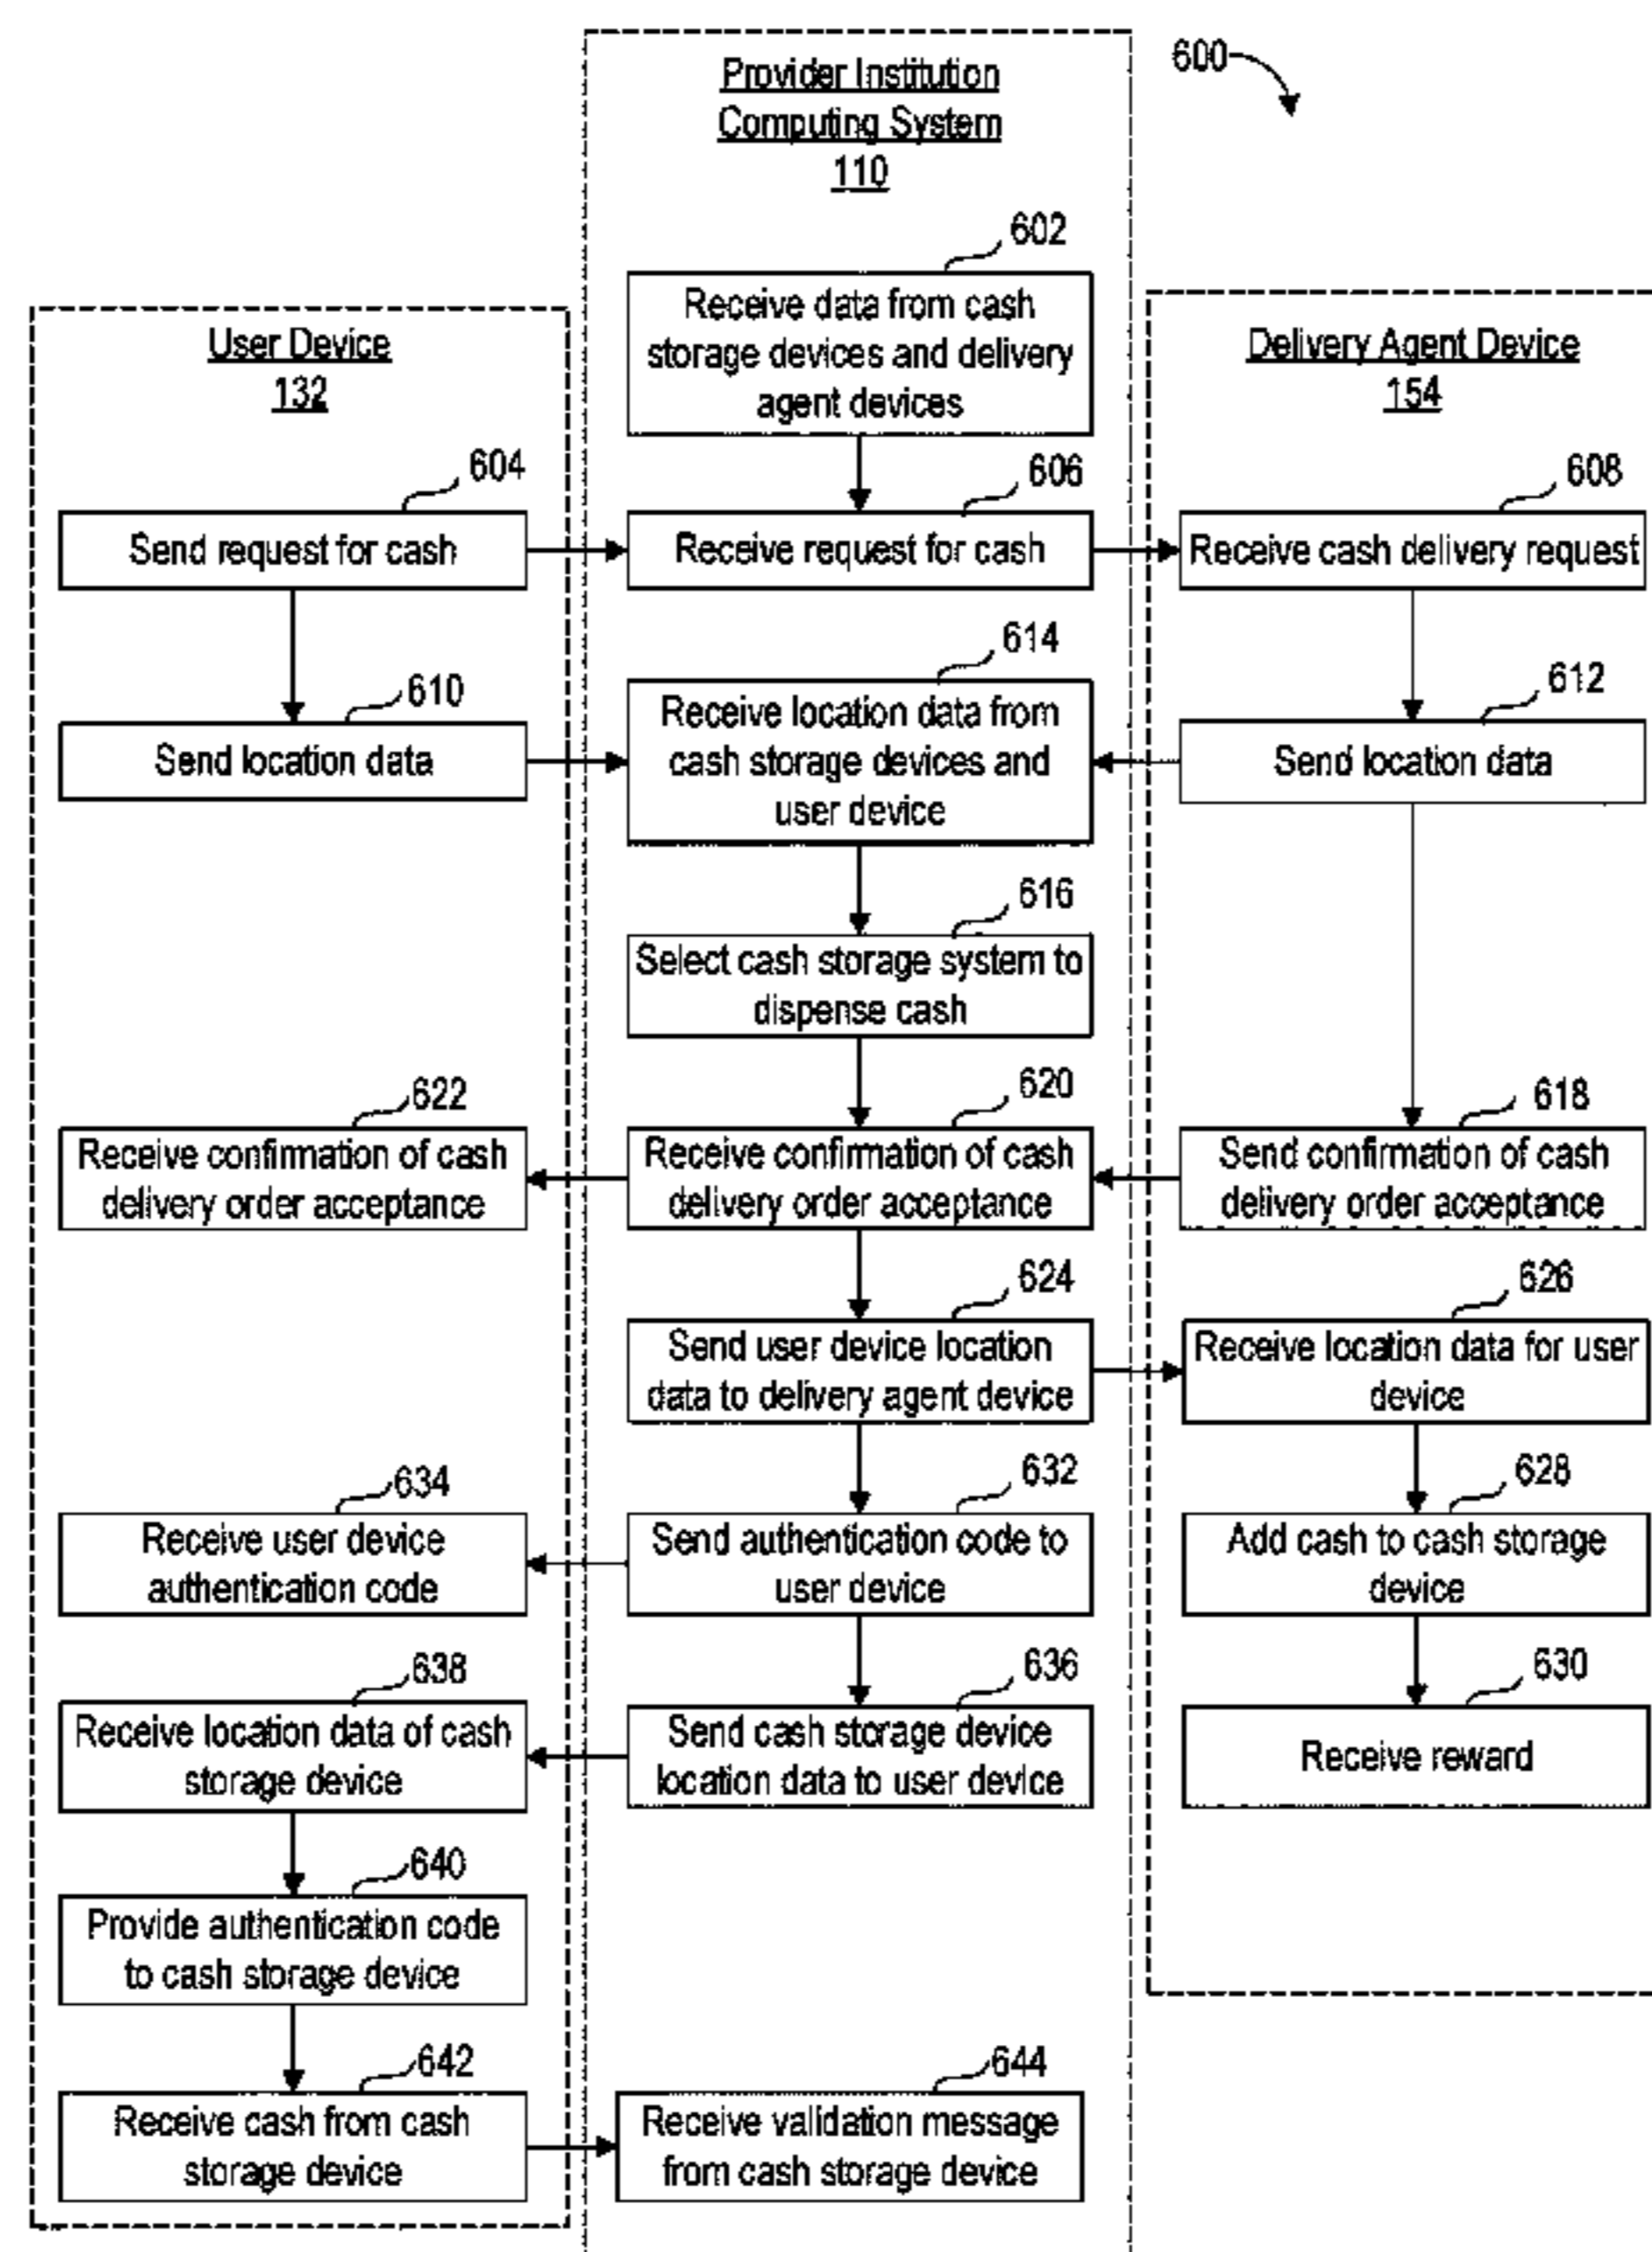 600
Provider Institution
Computing System
110
602
Receive data from cash
storage devices and delivery
agent devices
User Device
132
Delivery Agent Device
154
604
Send request for cash
606
Receive request for cash
608
Receive cash delivery request
610
Send location data
614
Receive location data from
cash storage devices and
user device
612
Send location data
616
Select cash storage system to
dispense cash
622
Receive confirmation of cash
delivery order acceptance
620
Receive confirmation of cash
delivery order acceptance
618
Send confirmation of cash
delivery order acceptance
624
Send user device location
data to delivery agent device
626
Receive location data for user
device
634
Receive user device
authentication code
632
Send authentication code to
user device
628
Add cash to cash storage
device
638
Receive location data of cash
storage device
636
Send cash storage device
location data to user device
630
Receive reward
640
Provide authentication code
to cash storage device
642
Receive cash from cash
storage device
644
Receive validation message
from cash storage device